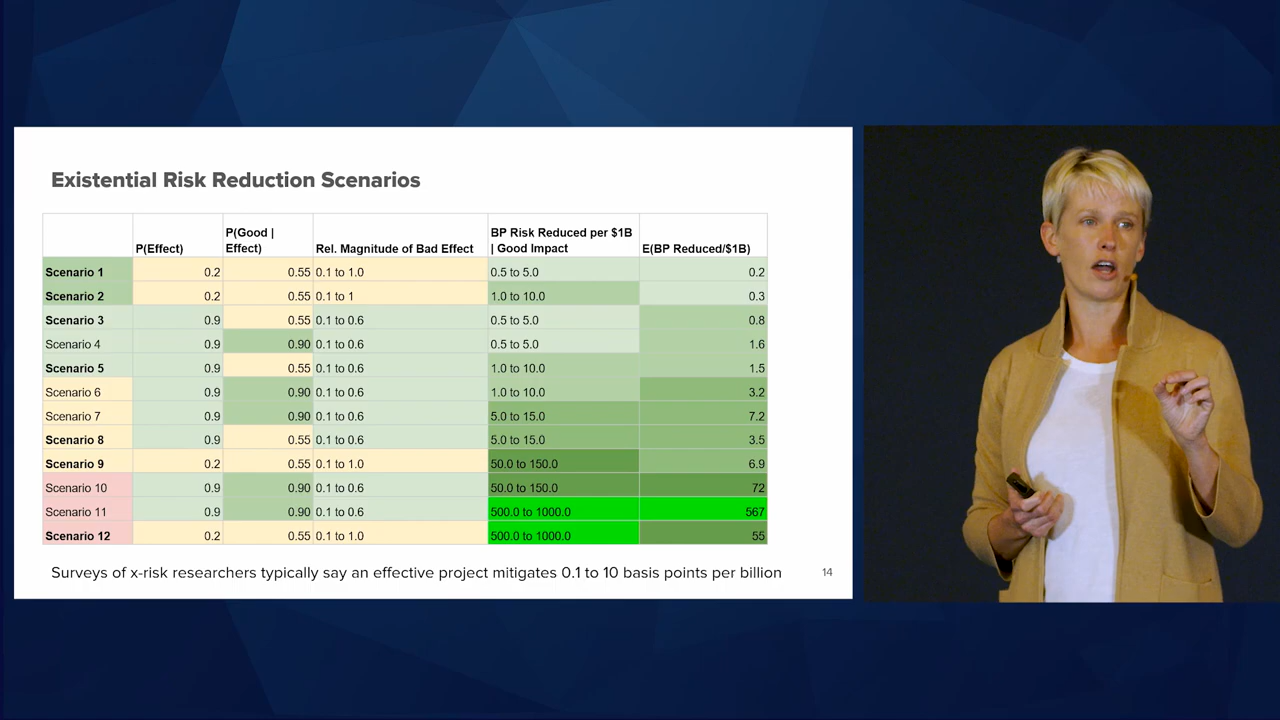 Existential Risk Reduction Scenarios
P(Effect) P(Good | Effect) Rel. Magnitude of Bad Effect BP Risk Reduced per $1B | Good Impact E(BP Reduced/$1B)
Scenario 1 0.2 0.55 0.1 to 1.0 0.5 to 5.0 0.2
Scenario 2 0.2 0.55 0.1 to 1 1.0 to 10.0 0.3
Scenario 3 0.9 0.55 0.1 to 0.6 0.5 to 5.0 0.8
Scenario 4 0.9 0.90 0.1 to 0.6 0.5 to 5.0 1.6
Scenario 5 0.9 0.55 0.1 to 0.6 1.0 to 10.0 1.5
Scenario 6 0.9 0.90 0.1 to 0.6 1.0 to 10.0 3.2
Scenario 7 0.9 0.90 0.1 to 0.6 5.0 to 15.0 7.2
Scenario 8 0.9 0.55 0.1 to 0.6 5.0 to 15.0 3.5
Scenario 9 0.2 0.55 0.1 to 1.0 50.0 to 150.0 6.9
Scenario 10 0.9 0.90 0.1 to 0.6 50.0 to 150.0 72
Scenario 11 0.9 0.90 0.1 to 0.6 500.0 to 1000.0 567
Scenario 12 0.2 0.55 0.1 to 1.0 500.0 to 1000.0 55
Surveys of x-risk researchers typically say an effective project mitigates 0.1 to 10 basis points per billion
14